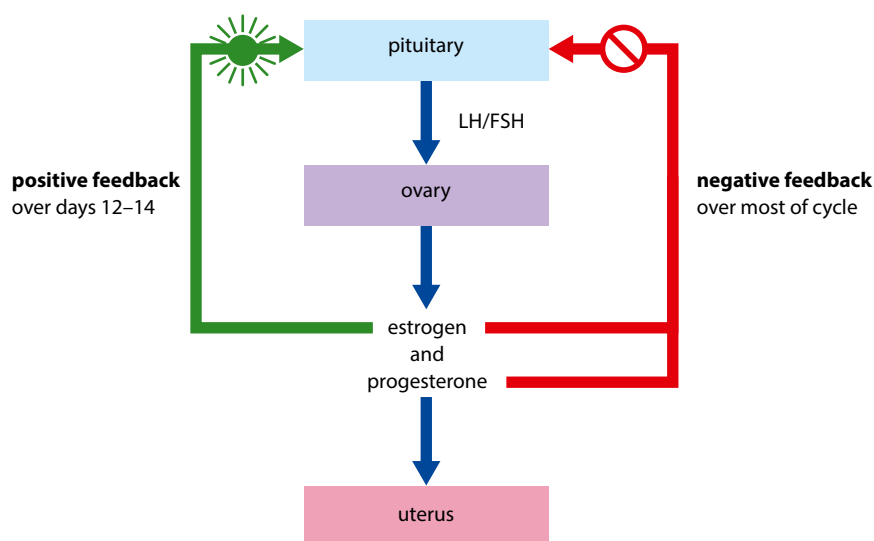 pituitary
LH/FSH
positive feedback
over days 12–14
negative feedback
over most of cycle
ovary
estrogen
and
progesterone
uterus